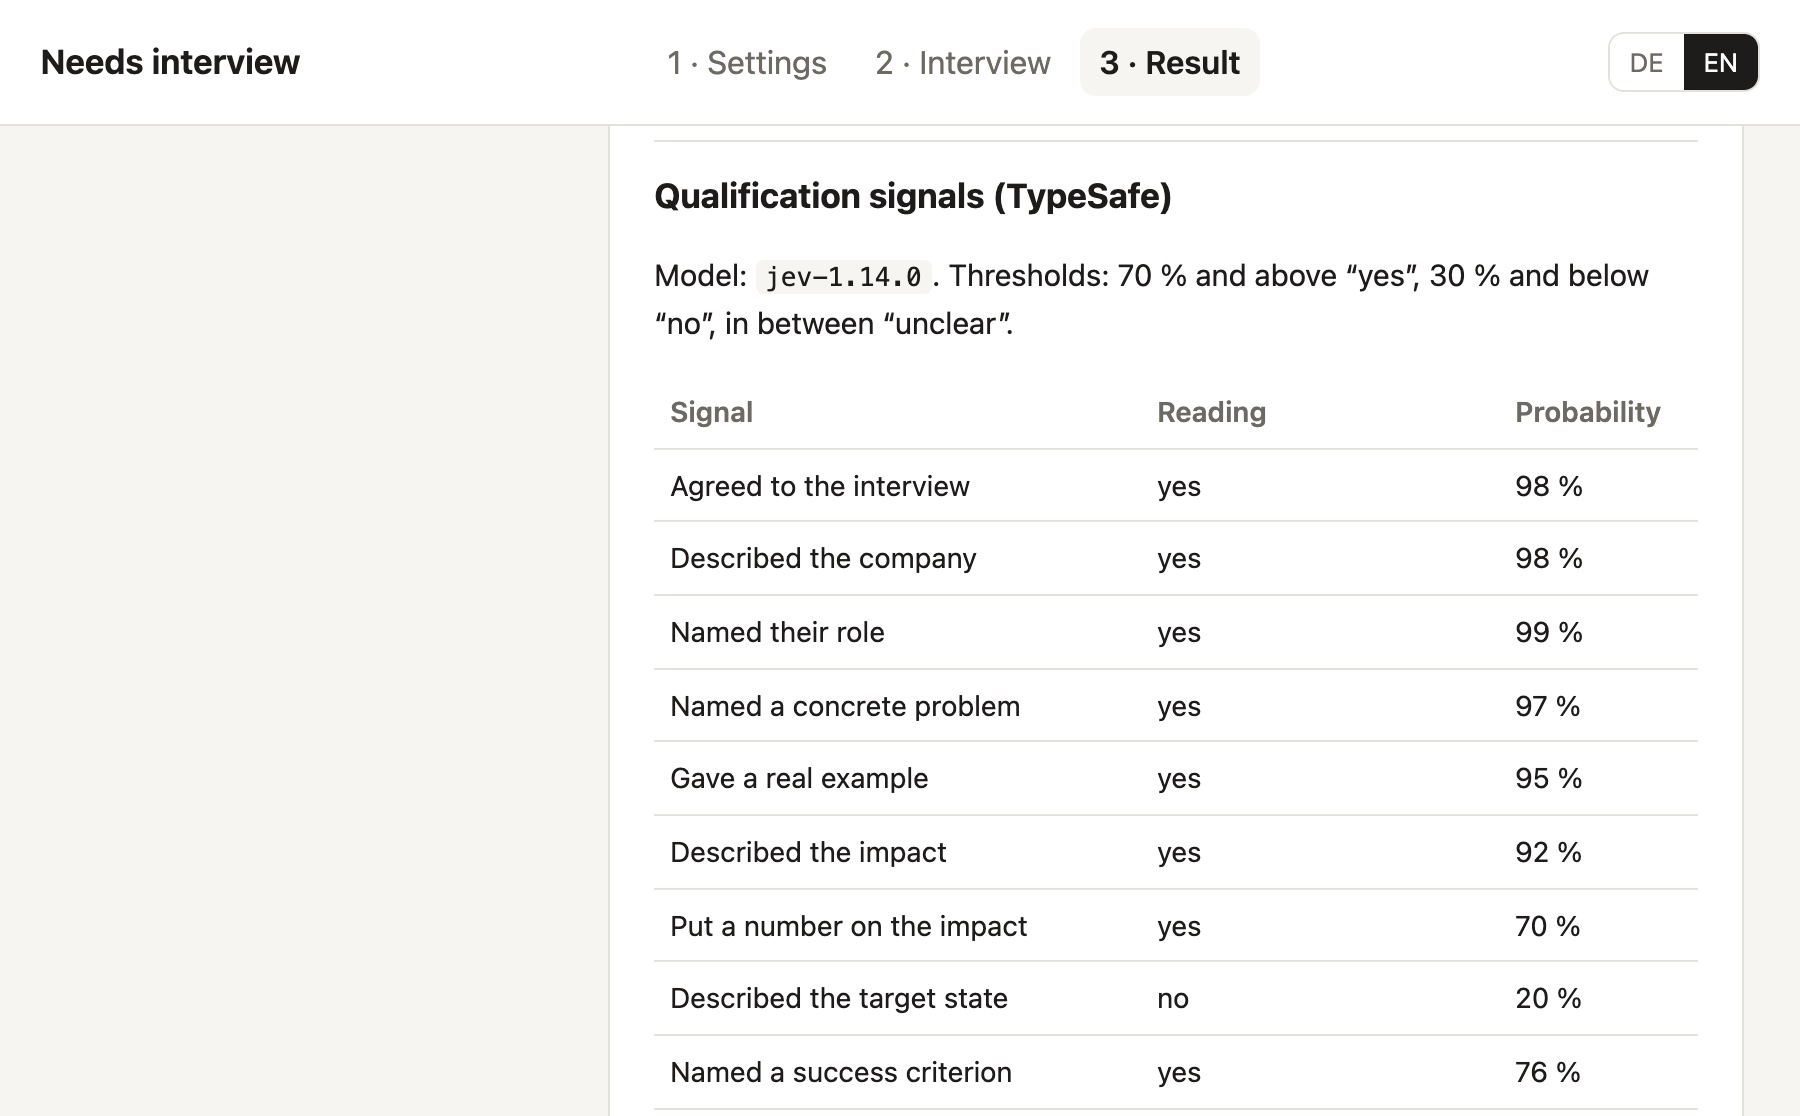 Needs interview
1 · Settings
2 · Interview
3 · Result
DE
EN
Qualification signals (TypeSafe)
Model: jev-1.14.0. Thresholds: 70 % and above “yes”, 30 % and below
“no”, in between “unclear”.
Signal Reading Probability
Agreed to the interview yes 98 %
Described the company yes 98 %
Named their role yes 99 %
Named a concrete problem yes 97 %
Gave a real example yes 95 %
Described the impact yes 92 %
Put a number on the impact yes 70 %
Described the target state no 20 %
Named a success criterion yes 76 %